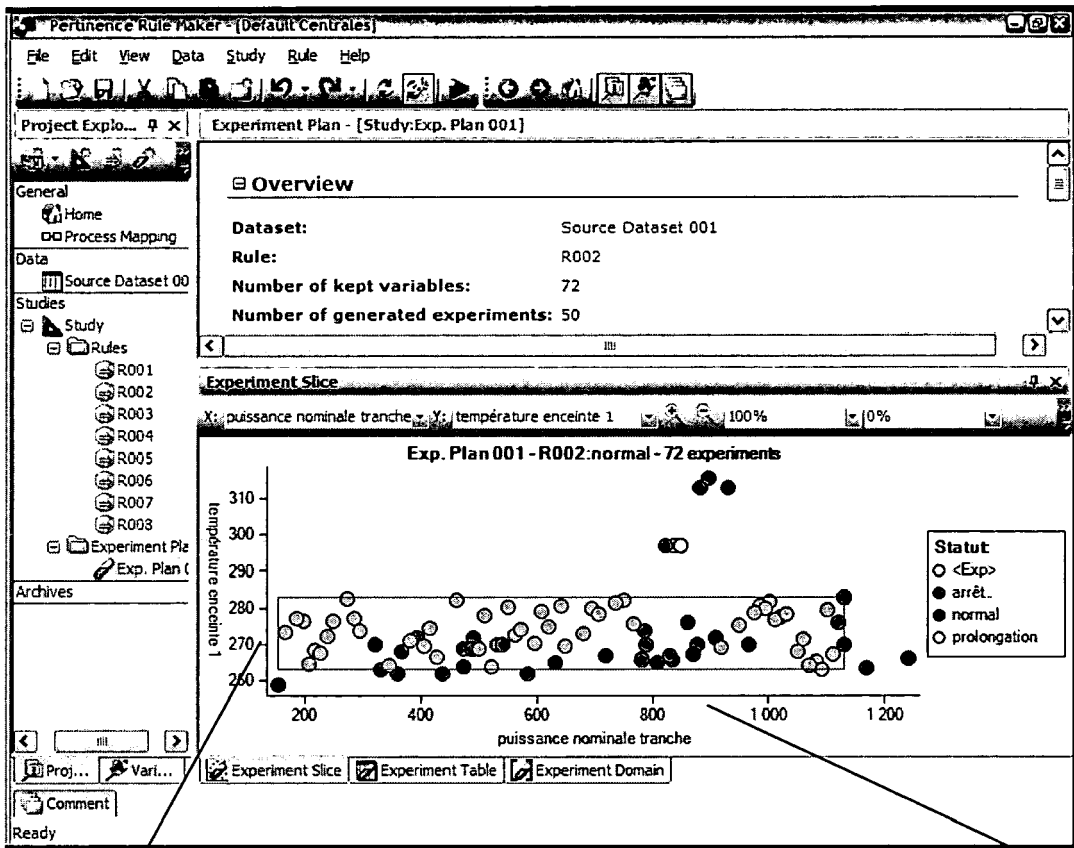 Pertinence Rule Maker - [Default Centrales]
File Edit View Data Study Rule Help
Project Explo...
Experiment Plan - [Study:Exp. Plan 001]
General
Home
Process Mapping
Data
Source Dataset 00
Studies
Study
Rules
R001
R002
R003
R004
R005
R006
R007
R008
Experiment Pla
Exp. Plan (
Archives
Proj... Vari...
Comment
Ready
Overview
Dataset: Source Dataset 001
Rule: R002
Number of kept variables: 72
Number of generated experiments: 50
Experiment Slice
X: puissance nominale tranche Y: température enceinte 1 100% 0%
Exp. Plan 001 - R002:normal - 72 experiments
température enceinte 1
310
300
290
280
270
260
200 400 600 800 1 000 1 200
puissance nominale tranche
Statut
<Exp>
arrêt..
normal
prolongation
Experiment Slice Experiment Table Experiment Domain